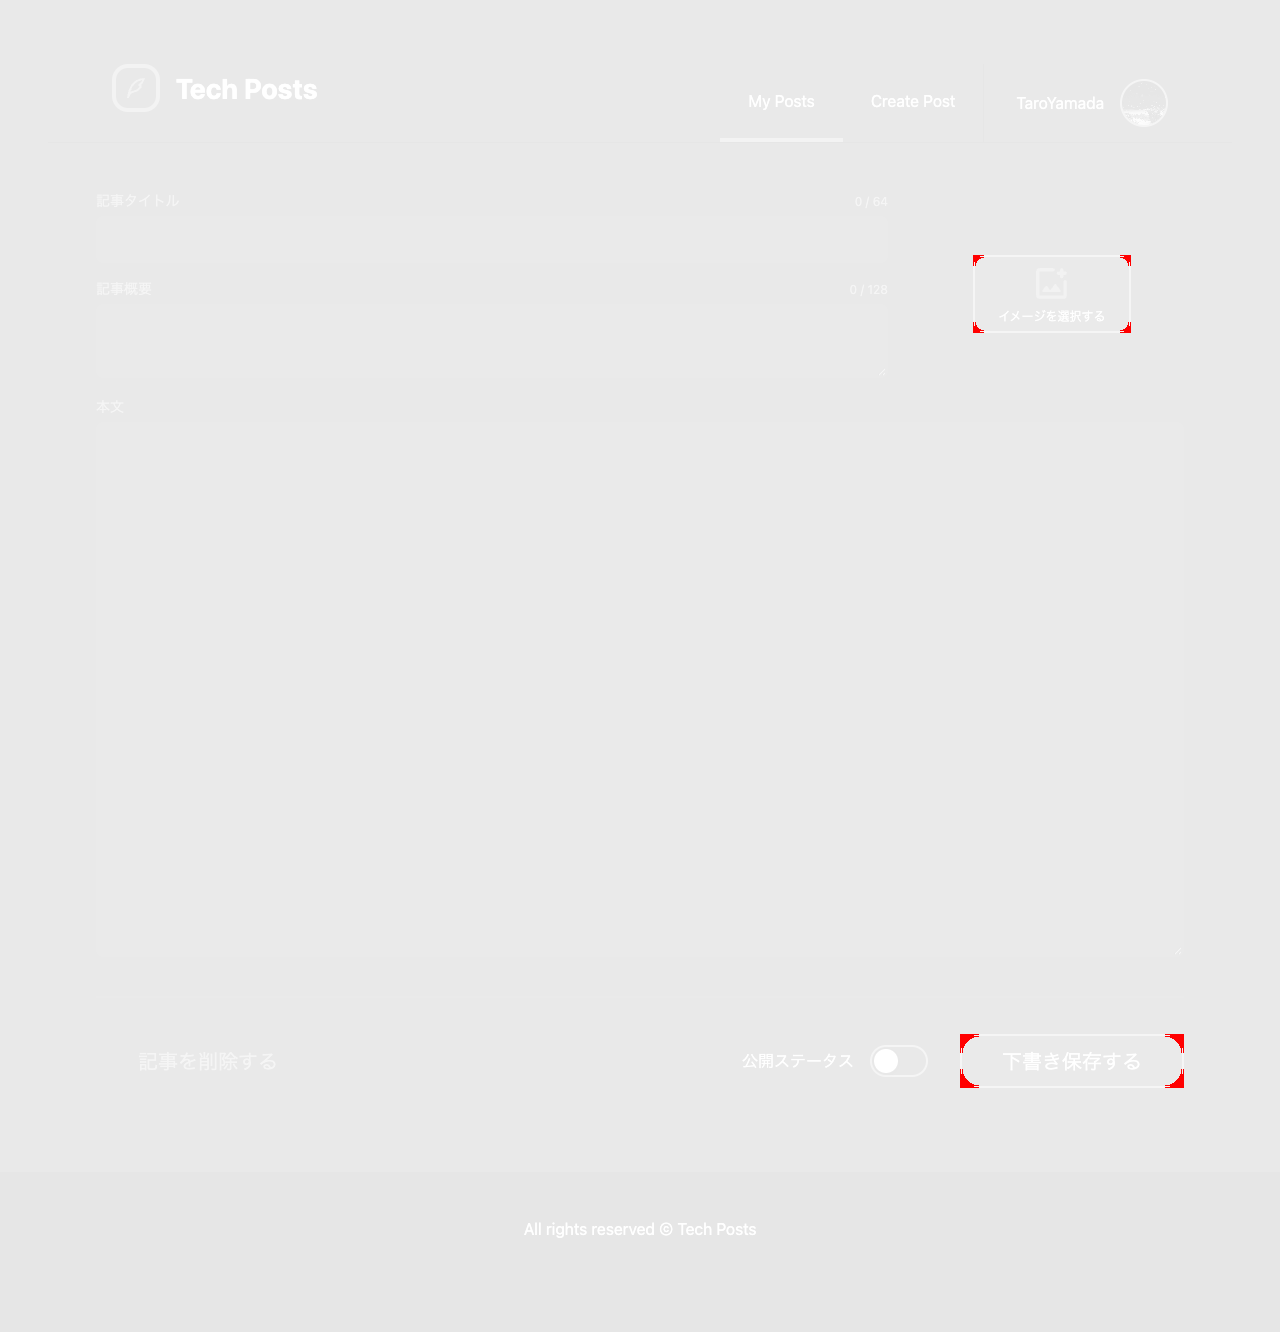 Tech Posts
My Posts
Create Post
TaroYamada
記事タイトル
0 / 64
記事概要
0 / 128
イメージを選択する
本文
記事を削除する
公開ステータス
下書き保存する
All rights reserved © Tech Posts